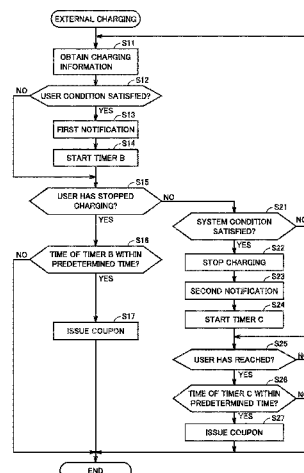 EXTERNAL CHARGING
S11
OBTAIN CHARGING
INFORMATION
S12
NO
USER CONDITION SATISFIED?
YES
S13
FIRST NOTIFICATION
S14
START TIMER B
S15
USER HAS STOPPED
CHARGING?
NO
YES
S16
NO
TIME OF TIMER B WITHIN
PREDETERMINED TIME?
YES
S17
ISSUE COUPON
S21
SYSTEM CONDITION
SATISFIED?
NO
YES
S22
STOP CHARGING
S23
SECOND NOTIFICATION
S24
START TIMER C
S25
USER HAS REACHED?
NO
YES
S26
TIME OF TIMER C WITHIN
PREDETERMINED TIME?
NO
YES
S27
ISSUE COUPON
END